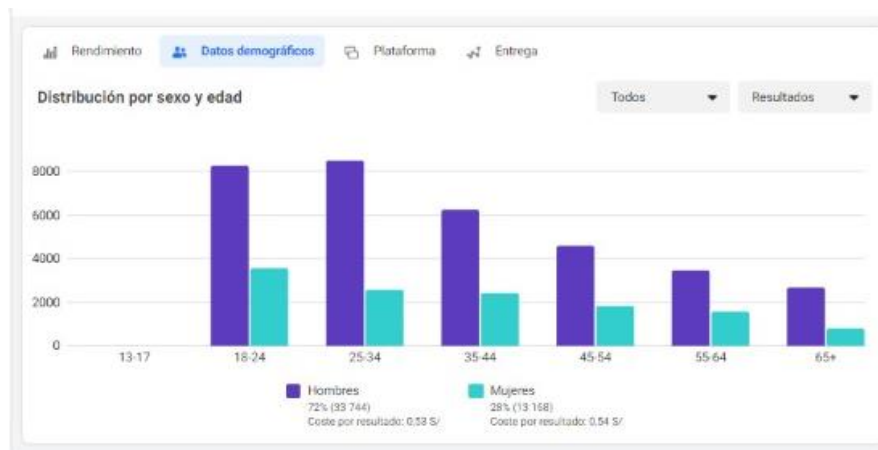 Rendimiento Datos demográficos Plataforma Entrega
Distribución por sexo y edad Todos Resultados
8000
6000
4000
2000
0
13-17 18-24 25-34 35-44 45-54 55-64 65+
Hombres Mujeres
72% (33 744) 28% (13 168)
Coste por resultado: 0,53 S/ Coste por resultado: 0,54 S/